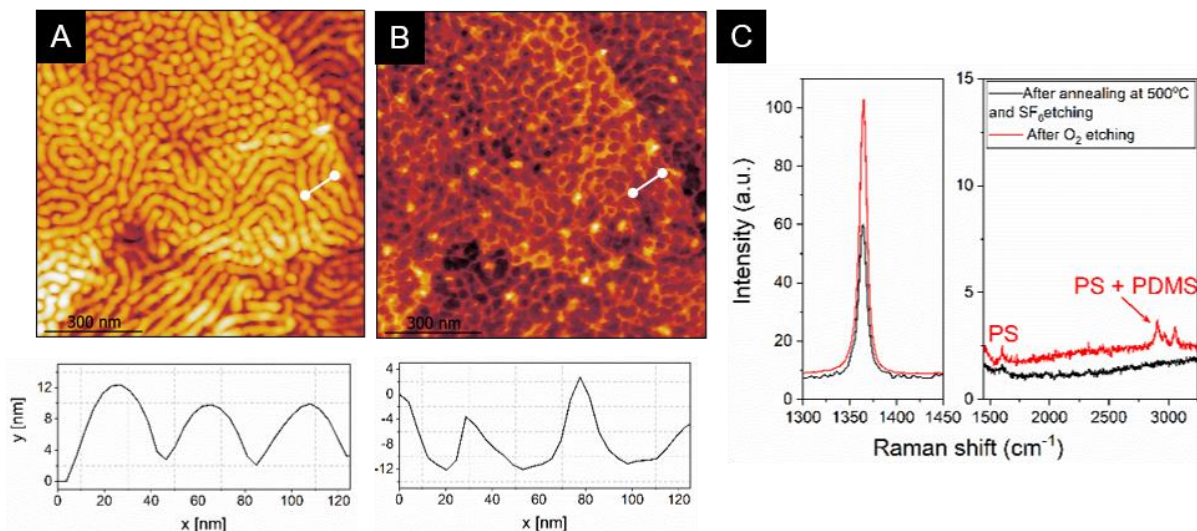 A
B
C
300 nm
300 nm
y [nm]
12
8
4
0
0 20 40 60 80 100 120
x [nm]
4
0
-4
-8
-12
0 20 40 60 80 100 120
x [nm]
Intensity (a.u.)
100
80
60
40
20
0
1300 1350 1400 1450
15
10
5
0
1500 2000 2500 3000
Raman shift (cm⁻¹)
After annealing at 500°C
and SF₆etching
After O₂ etching
PS + PDMS
PS